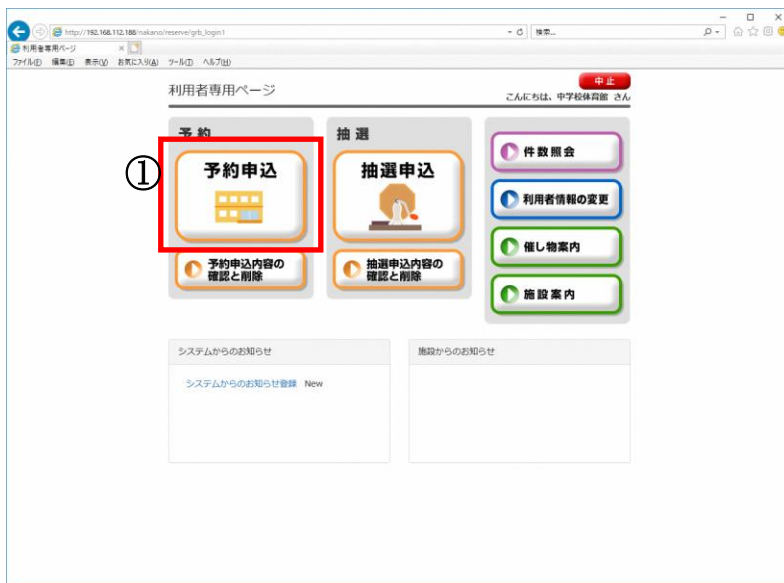 http://192.168.112.188/nakano/reserve/grb_login1
検索...
利用者専用ページ
ファイル(F) 編集(E) 表示(V) お気に入り(A) ツール(T) ヘルプ(H)
利用者専用ページ
中止
こんにちは、中学校体育館 さん
予約
抽選
①
予約申込
抽選申込
予約申込内容の
確認と削除
抽選申込内容の
確認と削除
件数照会
利用者情報の変更
催し物案内
施設案内
システムからのお知らせ
施設からのお知らせ
システムからのお知らせ登録 New